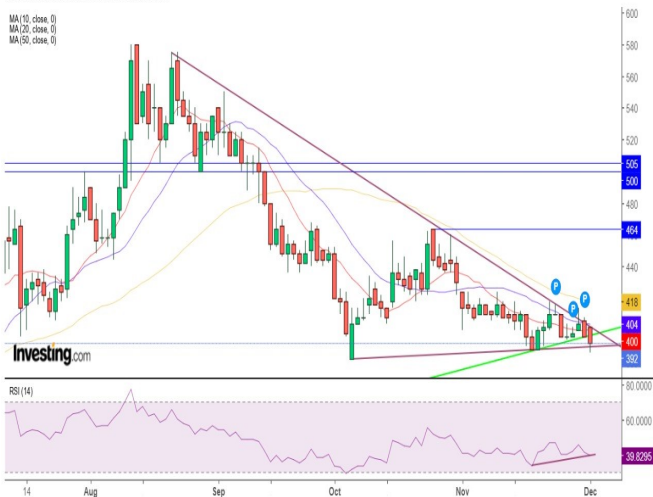 MA (10, close, 0)
MA (20, close, 0)
MA (50, close, 0)
600
580
560
540
520
505
500
480
464
440
418
404
400
392
P
P
P
Investing.com
RSI (14)
80.0000
60.0000
39.8295
14
Aug
Sep
Oct
Nov
Dec